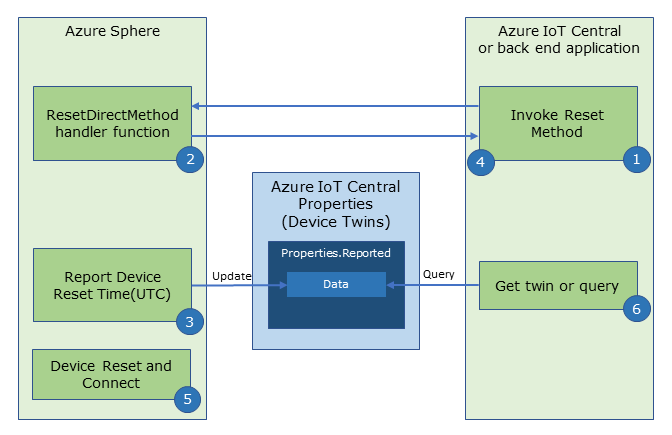 Azure Sphere
ResetDirectMethod
handler function
2
Report Device
Reset Time(UTC)
3
Device Reset and
Connect
5
Azure IoT Central
Properties
(Device Twins)
Properties.Reported
Data
Update
Query
Azure IoT Central
or back end application
Invoke Reset
Method
4
1
Get twin or query
6